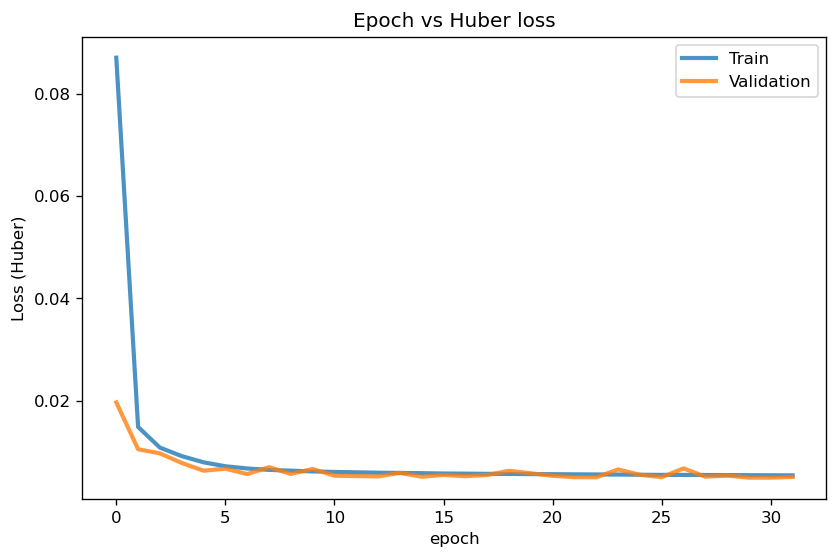 Epoch vs Huber loss
Train
Validation
0.08
0.06
0.04
0.02
Loss (Huber)
0 5 10 15 20 25 30
epoch